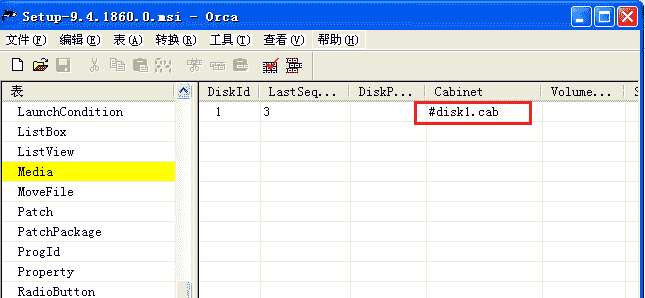 Setup-9.4.1860.0.msi - Orca
文件(F) 编辑(E) 表(A) 转换(R) 工具(T) 查看(V) 帮助(H)
表
DiskId LastSeq... DiskP... Cabinet Volume... S
LaunchCondition
1 3 #disk1.cab
ListBox
ListView
Media
MoveFile
Patch
PatchPackage
ProgId
Property
RadioButton